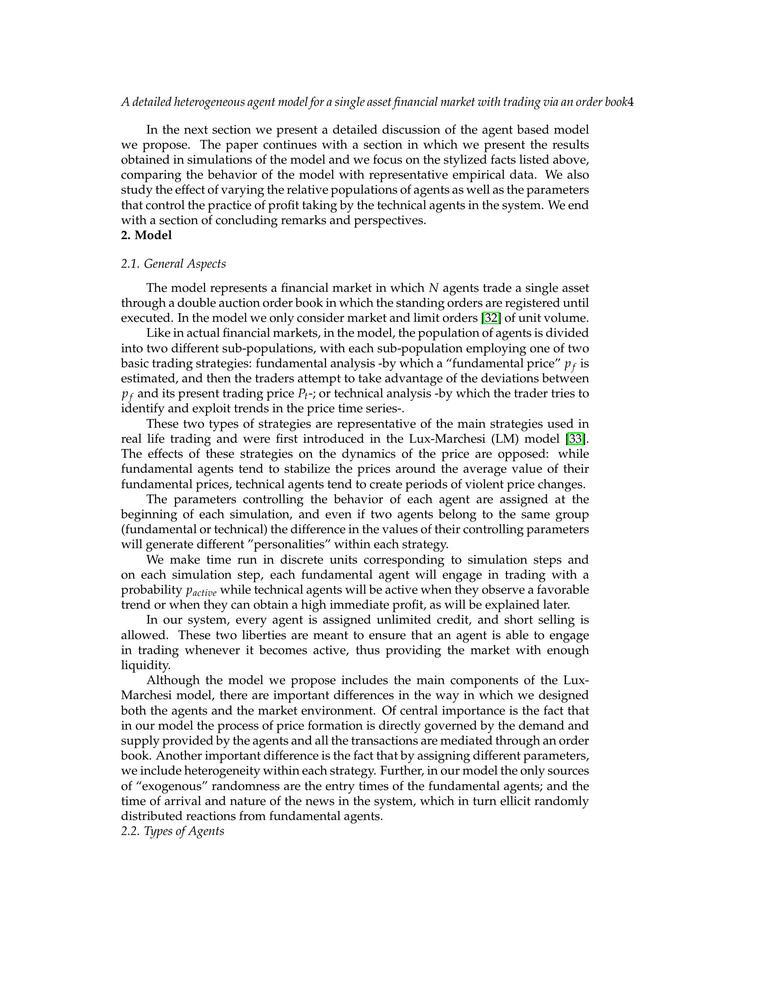 A detailed heterogeneous agent model for a single asset financial market with trading via an order book4
In the next section we present a detailed discussion of the agent based model
we propose. The paper continues with a section in which we present the results
obtained in simulations of the model and we focus on the stylized facts listed above,
comparing the behavior of the model with representative empirical data. We also
study the effect of varying the relative populations of agents as well as the parameters
that control the practice of profit taking by the technical agents in the system. We end
with a section of concluding remarks and perspectives.
2. Model
2.1. General Aspects
The model represents a financial market in which N agents trade a single asset
through a double auction order book in which the standing orders are registered until
executed. In the model we only consider market and limit orders [32] of unit volume.
Like in actual financial markets, in the model, the population of agents is divided
into two different sub-populations, with each sub-population employing one of two
basic trading strategies: fundamental analysis -by which a “fundamental price” p_f is
estimated, and then the traders attempt to take advantage of the deviations between
p_f and its present trading price P_t-; or technical analysis -by which the trader tries to
identify and exploit trends in the price time series-.
These two types of strategies are representative of the main strategies used in
real life trading and were first introduced in the Lux-Marchesi (LM) model [33].
The effects of these strategies on the dynamics of the price are opposed: while
fundamental agents tend to stabilize the prices around the average value of their
fundamental prices, technical agents tend to create periods of violent price changes.
The parameters controlling the behavior of each agent are assigned at the
beginning of each simulation, and even if two agents belong to the same group
(fundamental or technical) the difference in the values of their controlling parameters
will generate different ”personalities” within each strategy.
We make time run in discrete units corresponding to simulation steps and
on each simulation step, each fundamental agent will engage in trading with a
probability p_active while technical agents will be active when they observe a favorable
trend or when they can obtain a high immediate profit, as will be explained later.
In our system, every agent is assigned unlimited credit, and short selling is
allowed. These two liberties are meant to ensure that an agent is able to engage
in trading whenever it becomes active, thus providing the market with enough
liquidity.
Although the model we propose includes the main components of the Lux-
Marchesi model, there are important differences in the way in which we designed
both the agents and the market environment. Of central importance is the fact that
in our model the process of price formation is directly governed by the demand and
supply provided by the agents and all the transactions are mediated through an order
book. Another important difference is the fact that by assigning different parameters,
we include heterogeneity within each strategy. Further, in our model the only sources
of “exogenous” randomness are the entry times of the fundamental agents; and the
time of arrival and nature of the news in the system, which in turn ellicit randomly
distributed reactions from fundamental agents.
2.2. Types of Agents